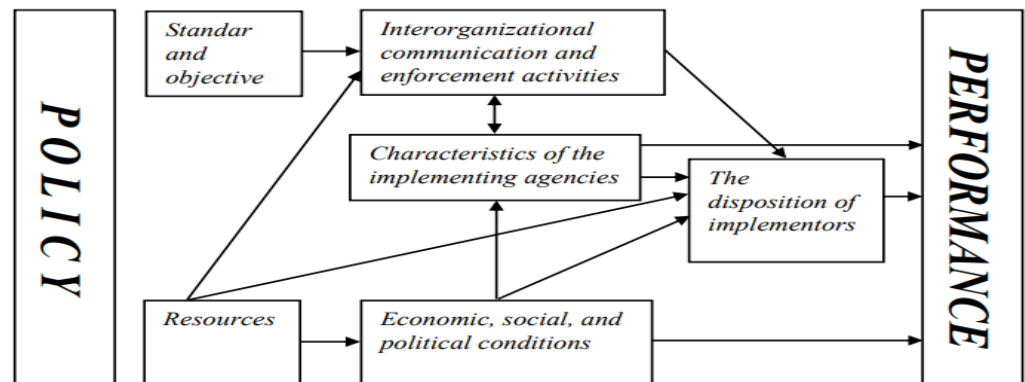 POLICY
Standar
and
objective
Interorganizational
communication and
enforcement activities
Characteristics of the
implementing agencies
The
disposition of
implementors
Resources
Economic, social, and
political conditions
PERFORMANCE